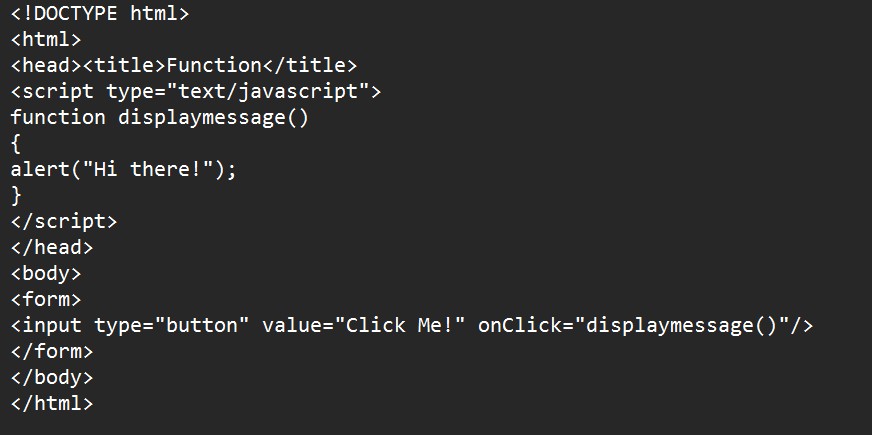 <!DOCTYPE html>
<html>
<head><title>Function</title>
<script type="text/javascript">
function displaymessage()
{
alert("Hi there!");
}
</script>
</head>
<body>
<form>
<input type="button" value="Click Me!" onClick="displaymessage()"/>
</form>
</body>
</html>